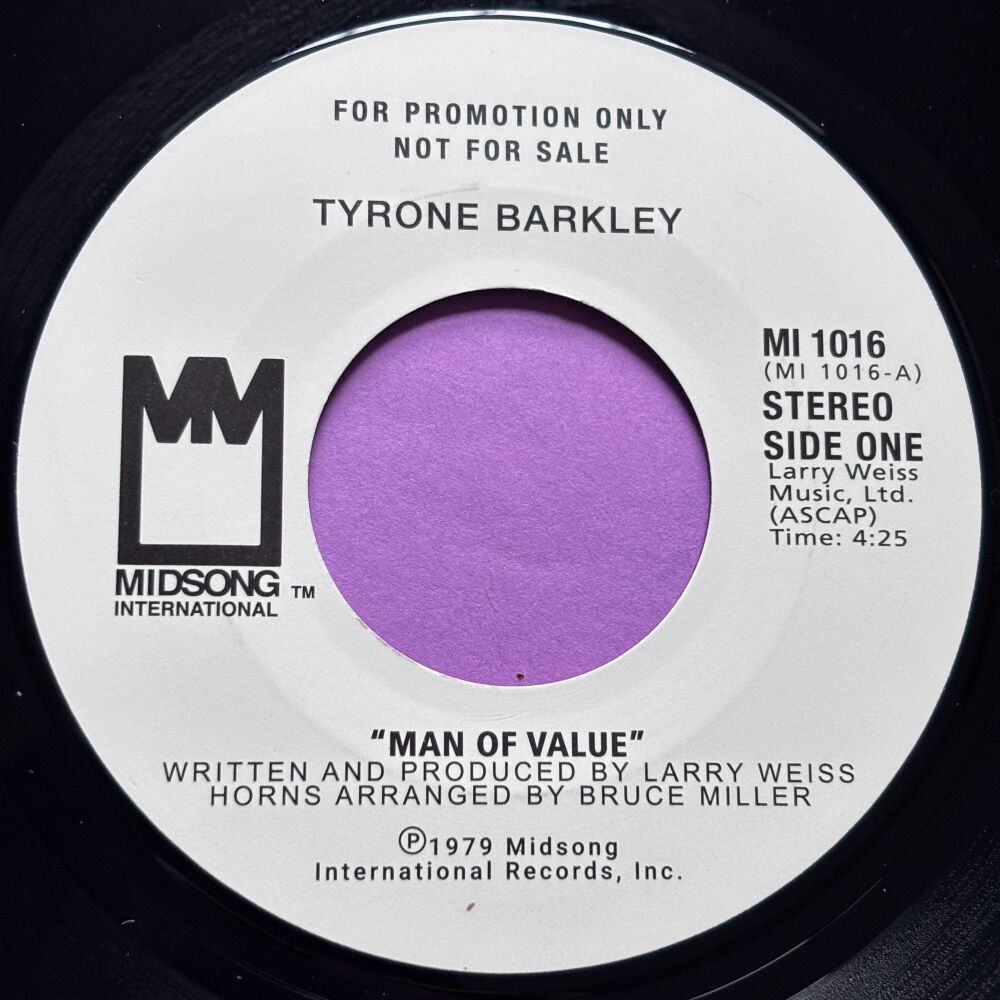 FOR PROMOTION ONLY
NOT FOR SALE
TYRONE BARKLEY
MI 1016
(MI 1016-A)
STEREO
SIDE ONE
Larry Weiss
Music, Ltd.
(ASCAP)
Time: 4:25
MM
MIDSONG TM
INTERNATIONAL
"MAN OF VALUE"
WRITTEN AND PRODUCED BY LARRY WEISS
HORNS ARRANGED BY BRUCE MILLER
℗1979 Midsong
International Records, Inc.